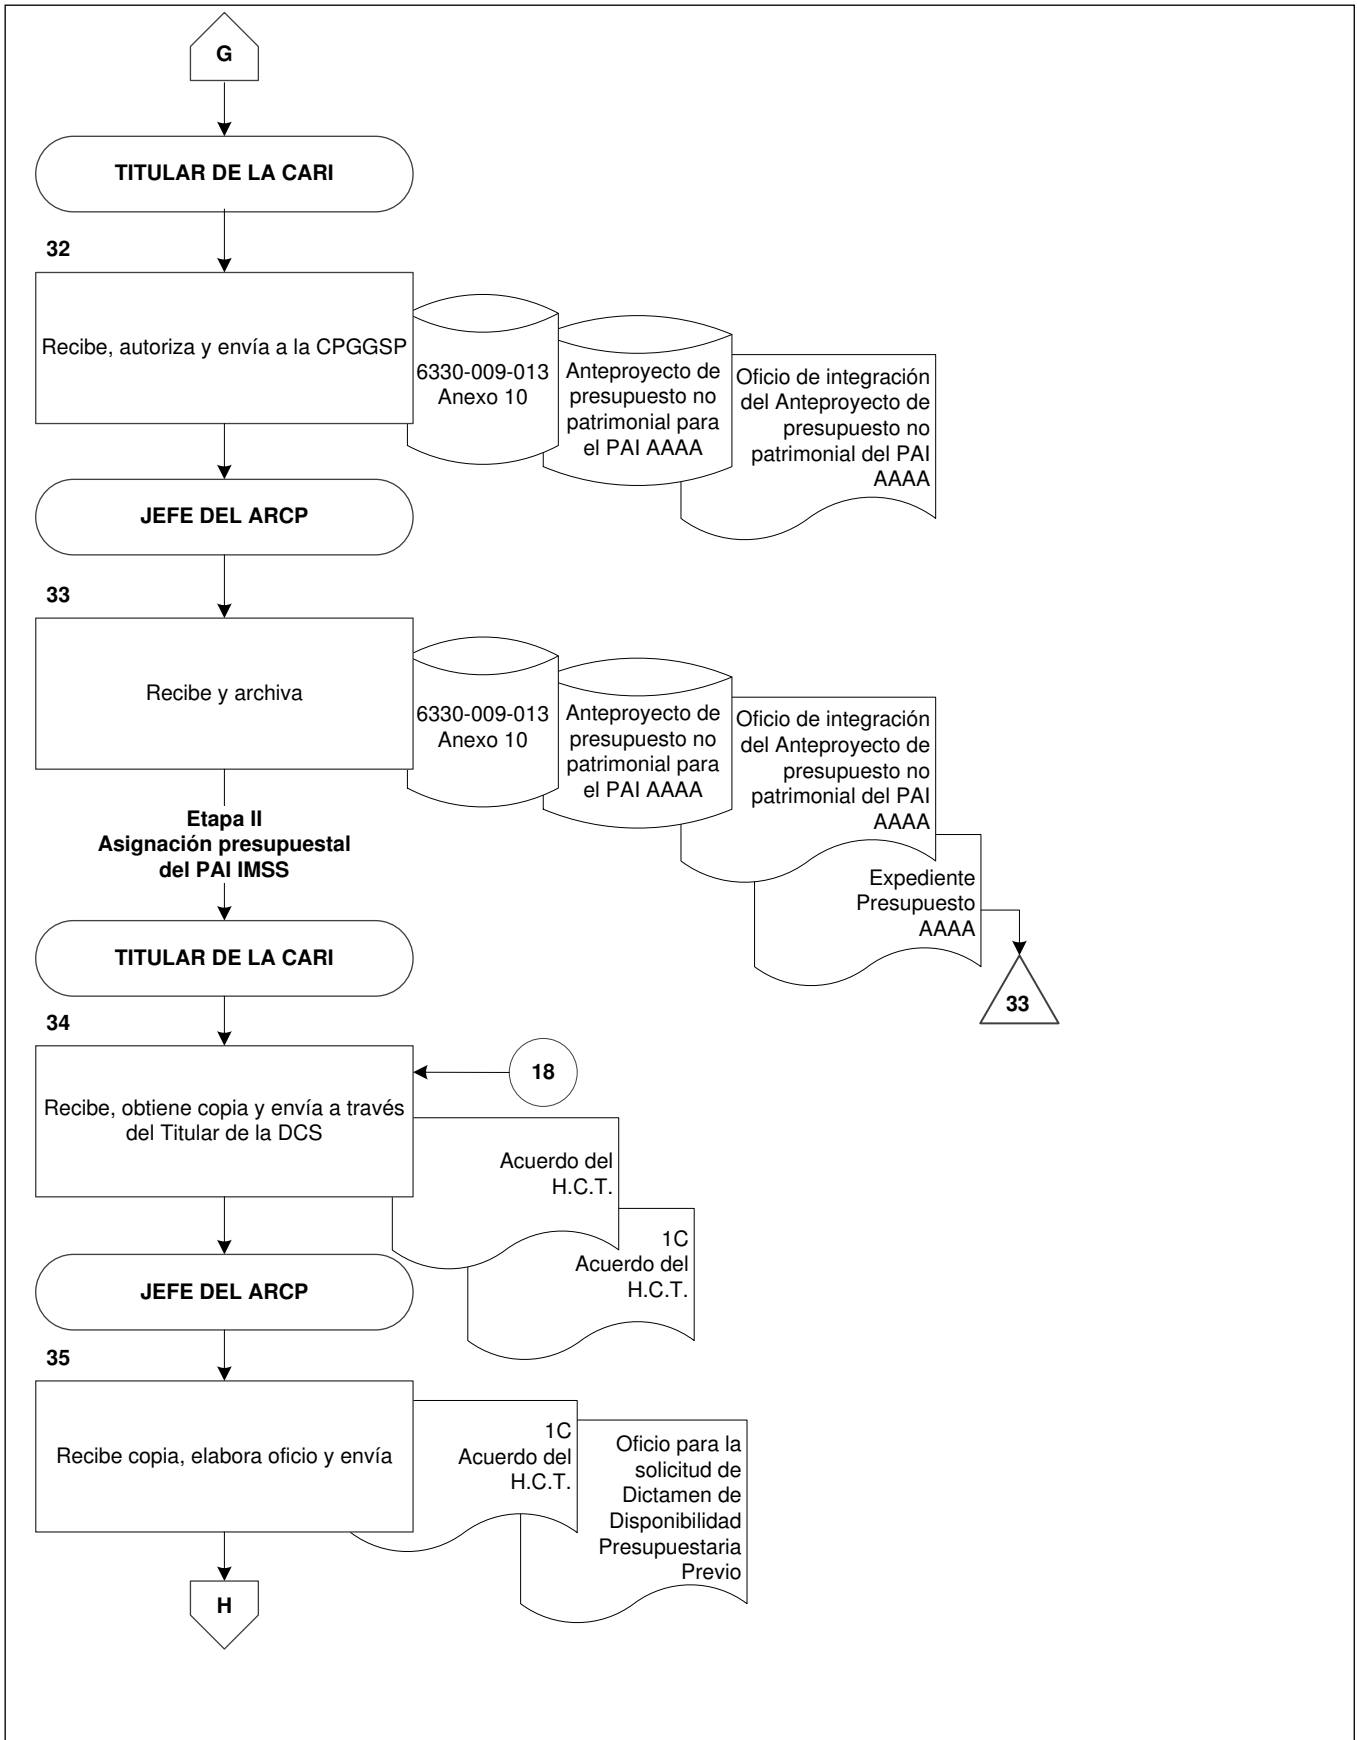 G
TITULAR DE LA CARI
32
Recibe, autoriza y envía a la CPGGSP
6330-009-013
Anexo 10
Anteproyecto de
presupuesto no
patrimonial para
el PAI AAAA
Oficio de integración
del Anteproyecto de
presupuesto no
patrimonial del PAI
AAAA
JEFE DEL ARCP
33
Recibe y archiva
6330-009-013
Anexo 10
Anteproyecto de
presupuesto no
patrimonial para
el PAI AAAA
Oficio de integración
del Anteproyecto de
presupuesto no
patrimonial del PAI
AAAA
Expediente
Presupuesto
AAAA
33
Etapa II
Asignación presupuestal
del PAI IMSS
TITULAR DE LA CARI
34
18
Recibe, obtiene copia y envía a través
del Titular de la DCS
Acuerdo del
H.C.T.
1C
Acuerdo del
H.C.T.
JEFE DEL ARCP
35
Recibe copia, elabora oficio y envía
1C
Acuerdo del
H.C.T.
Oficio para la
solicitud de
Dictamen de
Disponibilidad
Presupuestaria
Previo
H